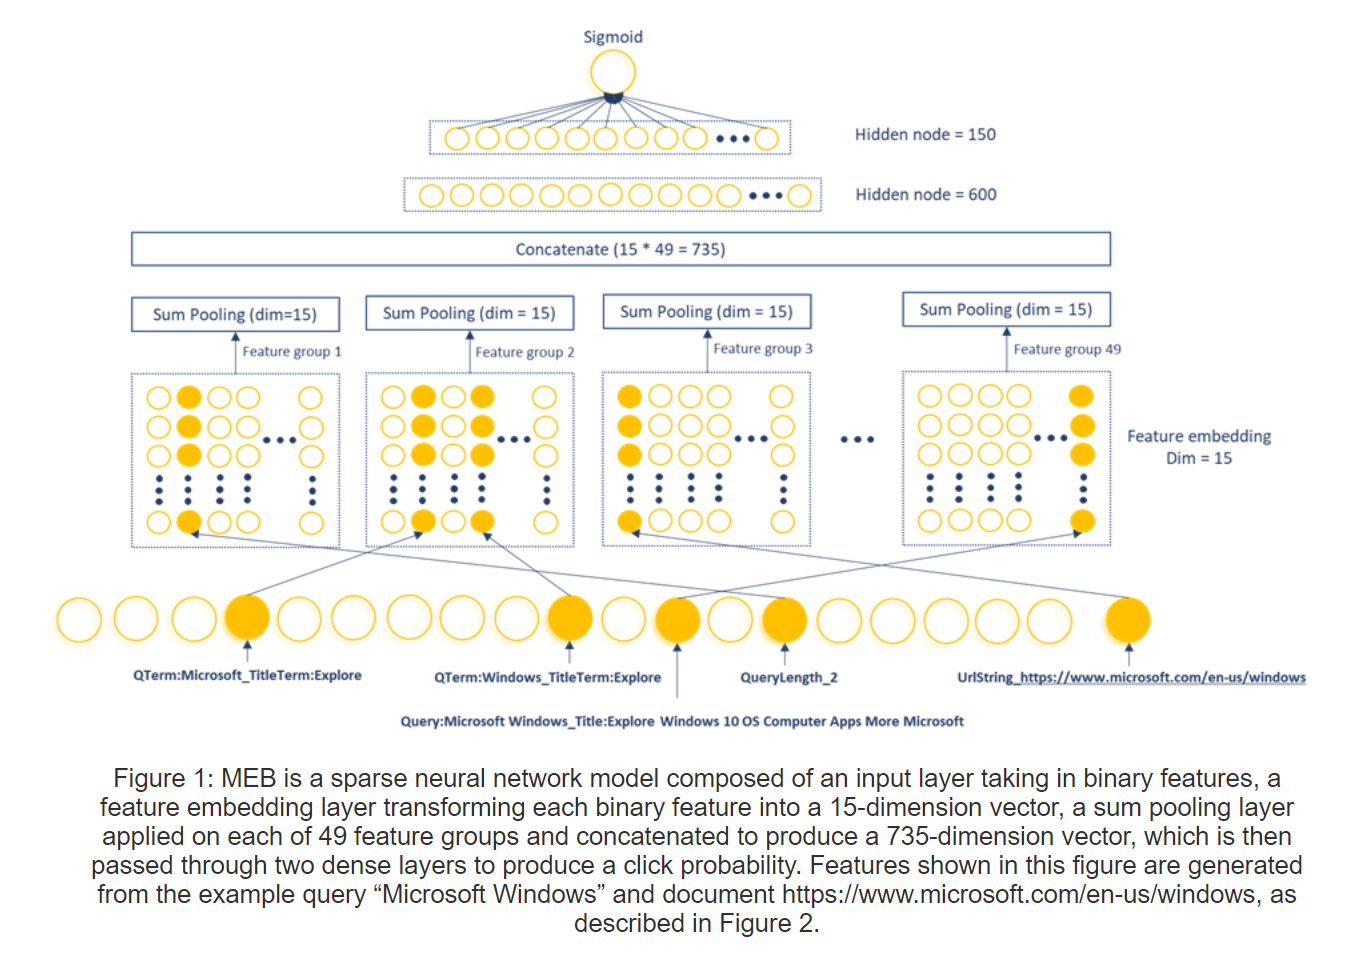 Sigmoid
Hidden node = 150
Hidden node = 600
Concatenate (15 * 49 = 735)
Sum Pooling (dim=15)
Sum Pooling (dim = 15)
Sum Pooling (dim = 15)
Sum Pooling (dim = 15)
Feature group 1
Feature group 2
Feature group 3
Feature group 49
Feature embedding
Dim = 15
QTerm:Microsoft_TitleTerm:Explore
QTerm:Windows_TitleTerm:Explore
QueryLength_2
UrlString_https://www.microsoft.com/en-us/windows
Query:Microsoft Windows_Title:Explore Windows 10 OS Computer Apps More Microsoft
Figure 1: MEB is a sparse neural network model composed of an input layer taking in binary features, a
feature embedding layer transforming each binary feature into a 15-dimension vector, a sum pooling layer
applied on each of 49 feature groups and concatenated to produce a 735-dimension vector, which is then
passed through two dense layers to produce a click probability. Features shown in this figure are generated
from the example query “Microsoft Windows” and document https://www.microsoft.com/en-us/windows, as
described in Figure 2.